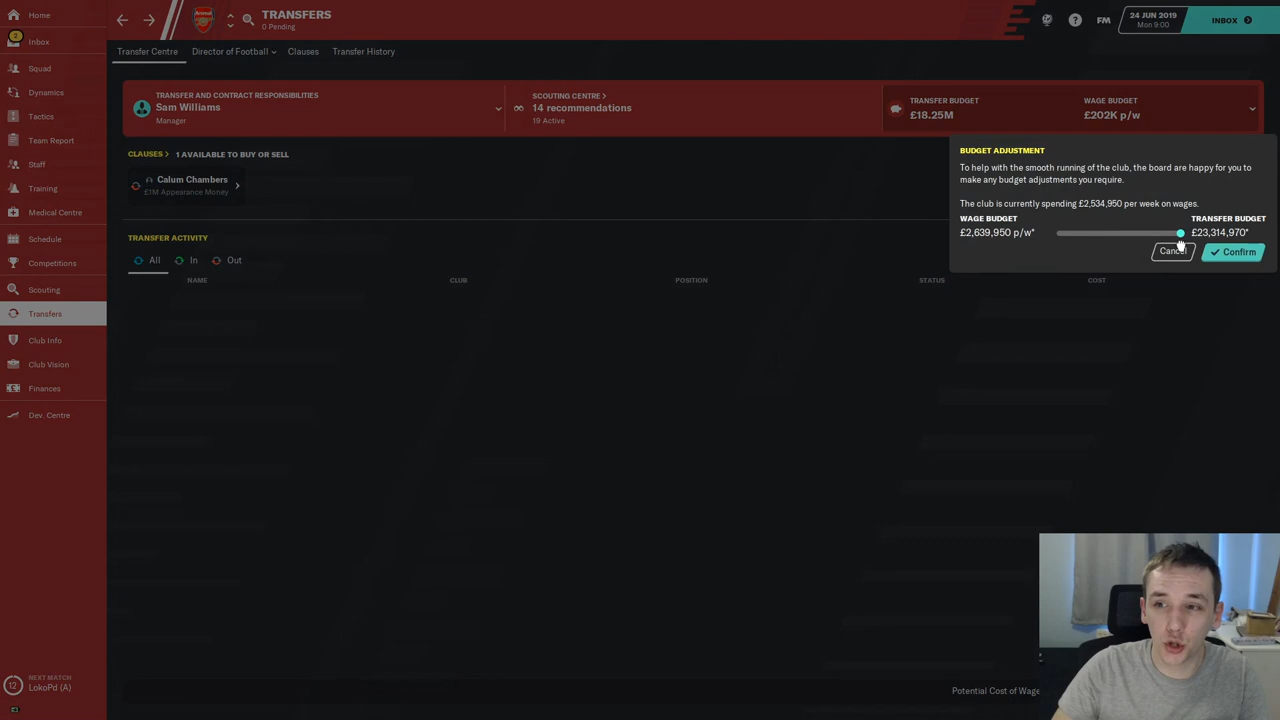 Home
2
Inbox
Squad
Dynamics
Tactics
Team Report
Staff
Training
Medical Centre
Schedule
Competitions
Scouting
Transfers
Club Info
Club Vision
Finances
Dev. Centre
12
NEXT MATCH
LokoPd (A)
TRANSFERS
0 Pending
?
FM
24 JUN 2019
Mon 9:00
INBOX
Transfer Centre
Director of Football
Clauses
Transfer History
TRANSFER AND CONTRACT RESPONSIBILITIES
Sam Williams
Manager
SCOUTING CENTRE >
14 recommendations
19 Active
TRANSFER BUDGET
£18.25M
WAGE BUDGET
£202K p/w
CLAUSES > 1 AVAILABLE TO BUY OR SELL
Calum Chambers
£1M Appearance Money
BUDGET ADJUSTMENT
To help with the smooth running of the club, the board are happy for you to
make any budget adjustments you require.
The club is currently spending £2,534,950 per week on wages.
WAGE BUDGET
£2,639,950 p/w*
TRANSFER BUDGET
£23,314,970*
Cancel
Confirm
TRANSFER ACTIVITY
All
In
Out
NAME CLUB POSITION STATUS COST
Potential Cost of Wage